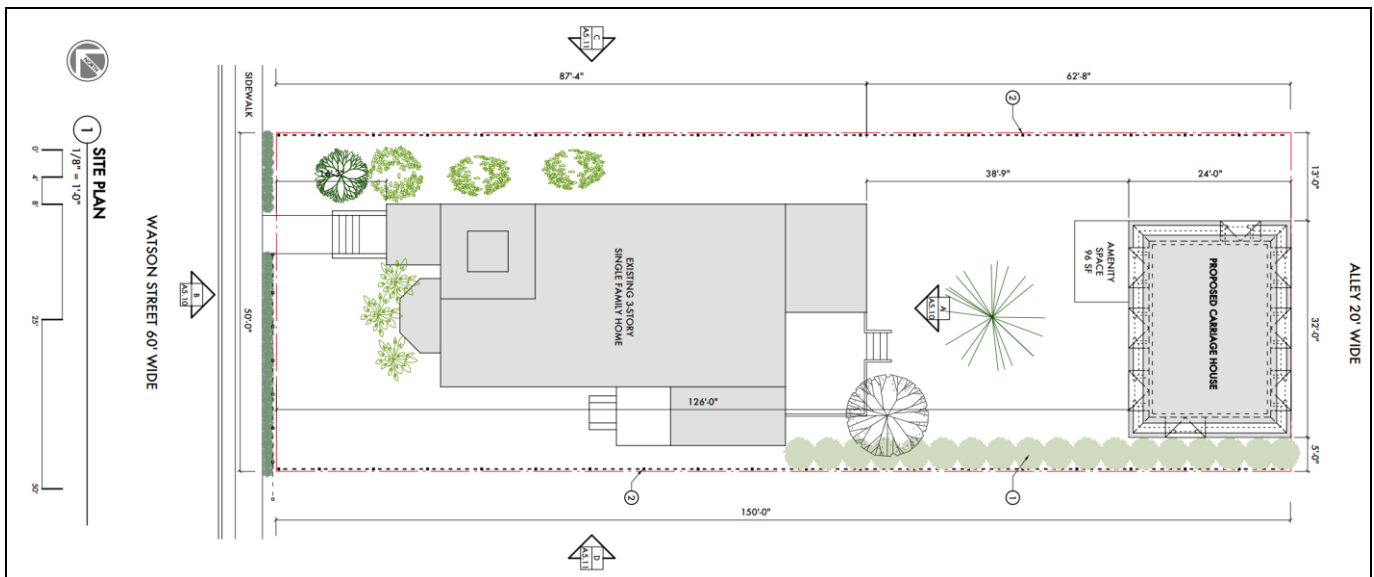 C
A5.11
87'-4"
62'-8"
2
NORTH
SIDEWALK
1
SITE PLAN
1/8" = 1'-0"
0'
4'
8'
25'
50'
WATSON STREET 60' WIDE
B
A5.10
50'-0"
16'-3"
EXISTING 3-STORY
SINGLE FAMILY HOME
126'-0"
A
A5.10
38'-9"
24'-0"
13'-0"
AMENITY
SPACE
96 SF
PROPOSED CARRIAGE HOUSE
32'-0"
ALLEY 20' WIDE
5'-0"
1
2
150'-0"
D
A5.11